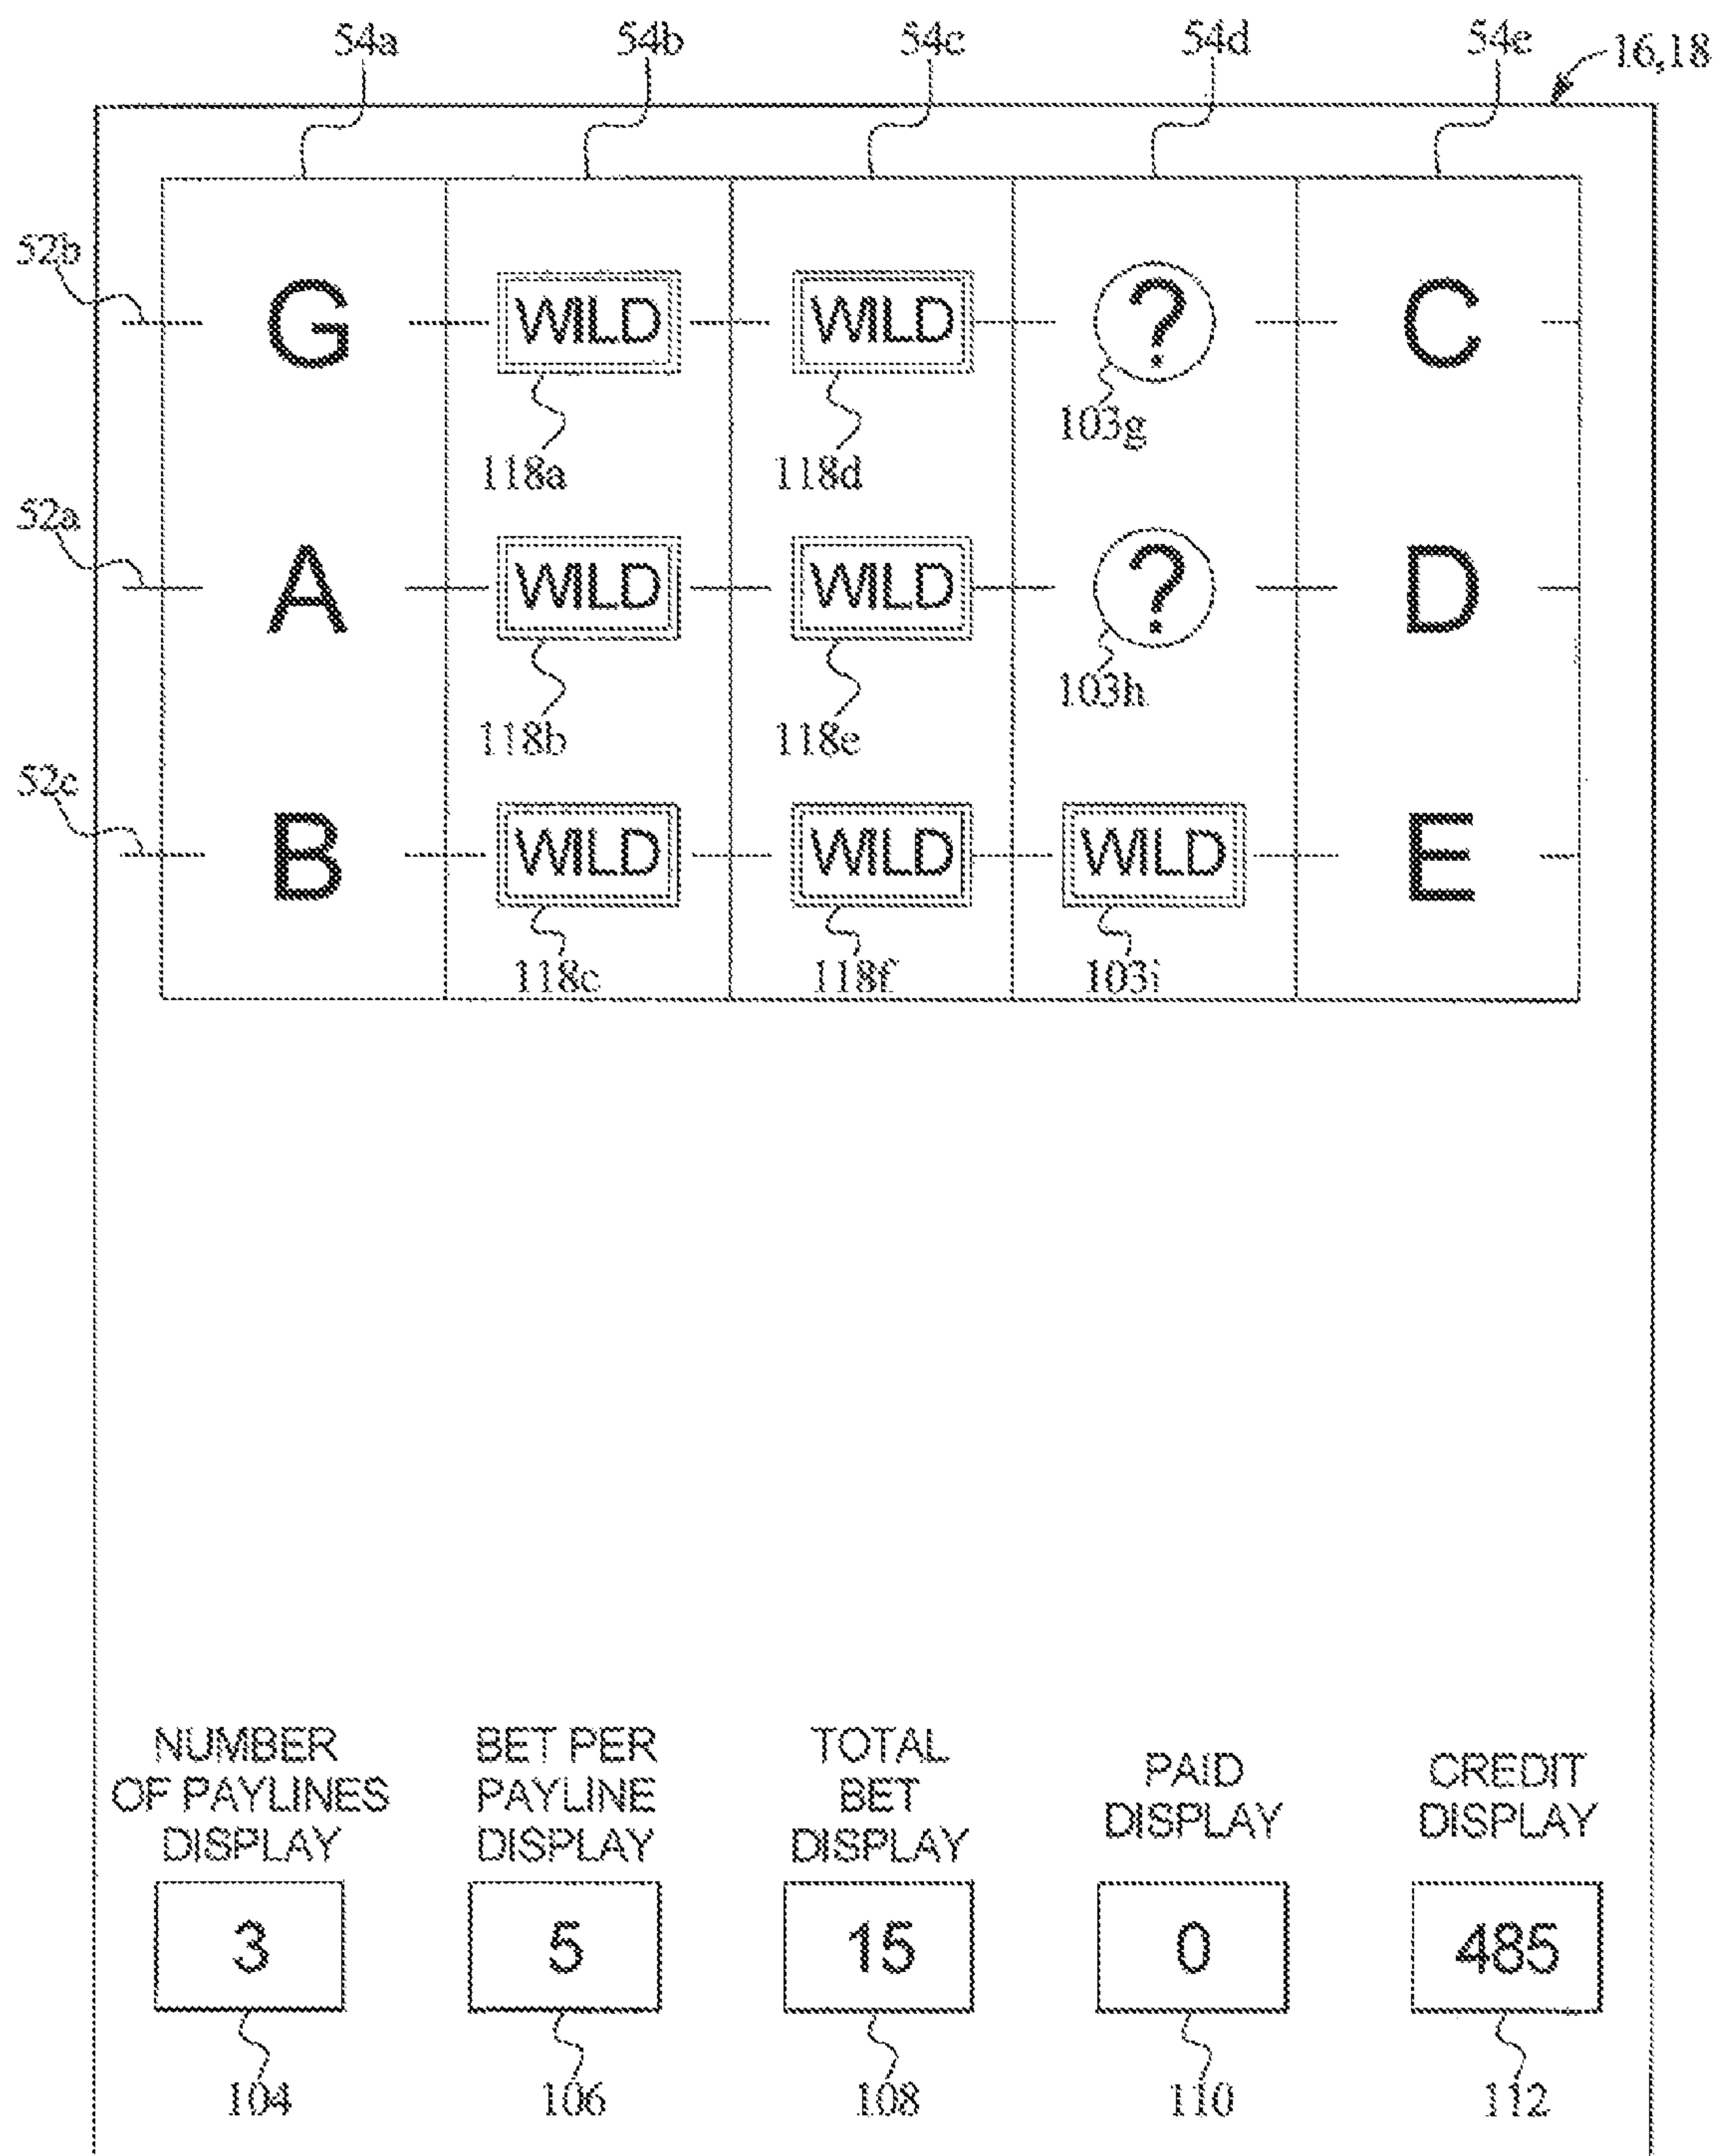 54a 54b 54c 54d 54e 16,18
52b G WILD WILD ? C
103g
118a 118d
52a A WILD WILD ? D
103h
118b 118e
52c B WILD WILD WILD E
118c 118f 103i
NUMBER OF PAYLINES DISPLAY
BET PER PAYLINE DISPLAY
TOTAL BET DISPLAY
PAID DISPLAY
CREDIT DISPLAY
3 5 15 0 485
104 106 108 110 112